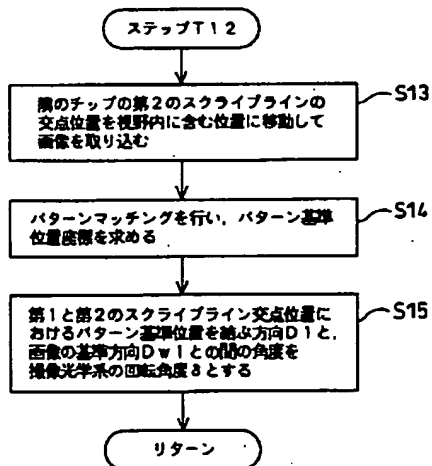 ステップT12
隣のチップの第2のスクライブラインの
交点位置を視野内に含む位置に移動して
画像を取り込む
S13
パターンマッチングを行い，パターン基準
位置座標を求める
S14
第1と第2のスクライブライン交点位置に
おけるパターン基準位置を結ぶ方向D1と，
画像の基準方向Dw1との間の角度を
撮像光学系の回転角度δとする
S15
リターン